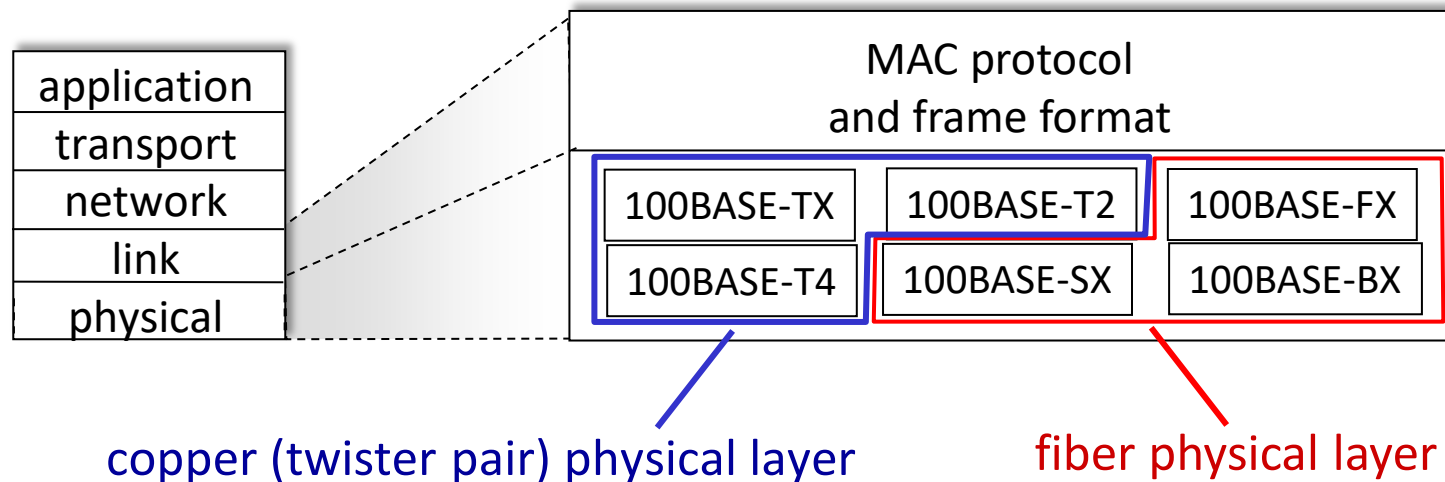 application
transport
network
link
physical
MAC protocol
and frame format
100BASE-TX
100BASE-T2
100BASE-FX
100BASE-T4
100BASE-SX
100BASE-BX
copper (twister pair) physical layer
fiber physical layer